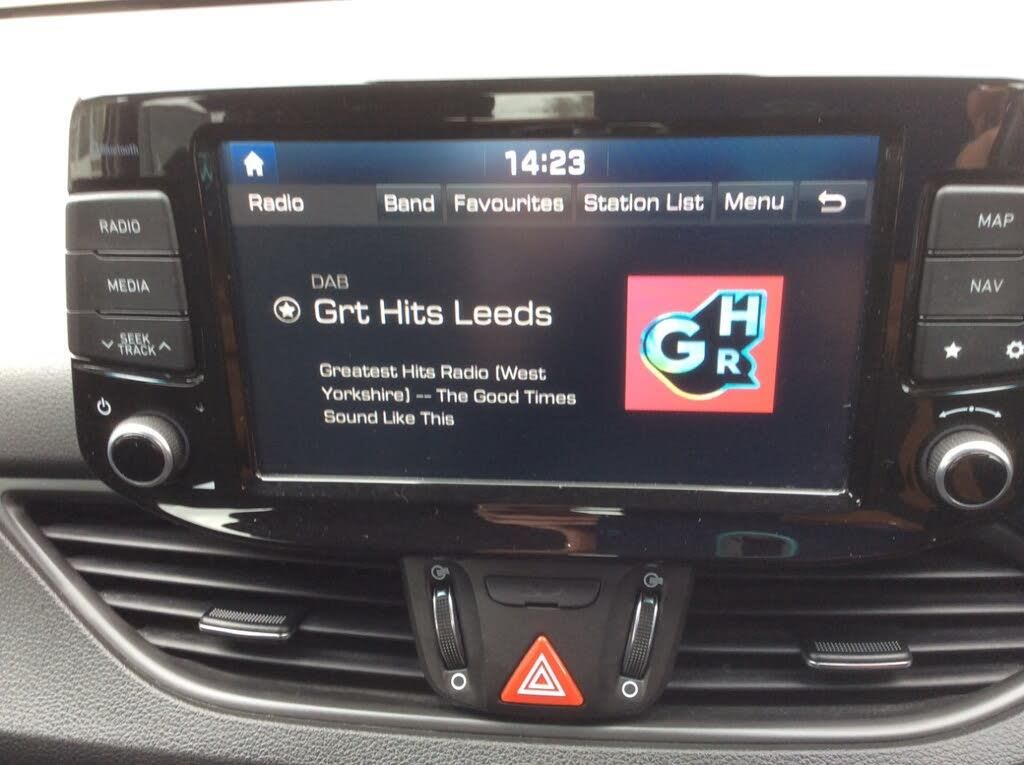 Bluetooth
14:23
Radio Band Favourites Station List Menu
RADIO
MEDIA
SEEK
TRACK
MAP
NAV
DAB
Grt Hits Leeds
Greatest Hits Radio (West
Yorkshire) -- The Good Times
Sound Like This
G H R